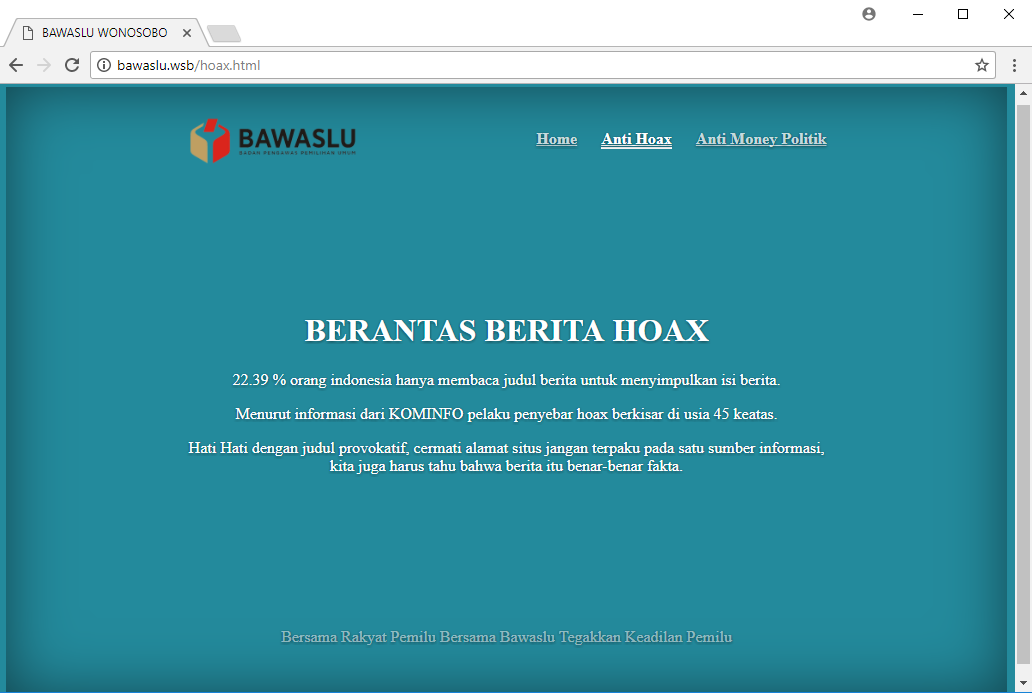 BAWASLU WONOSOBO
bawaslu.wsb/hoax.html
BAWASLU
BADAN PENGAWAS PEMILIHAN UMUM
Home Anti Hoax Anti Money Politik
BERANTAS BERITA HOAX
22.39 % orang indonesia hanya membaca judul berita untuk menyimpulkan isi berita.
Menurut informasi dari KOMINFO pelaku penyebar hoax berkisar di usia 45 keatas.
Hati Hati dengan judul provokatif, cermati alamat situs jangan terpaku pada satu sumber informasi,
kita juga harus tahu bahwa berita itu benar-benar fakta.
Bersama Rakyat Pemilu Bersama Bawaslu Tegakkan Keadilan Pemilu